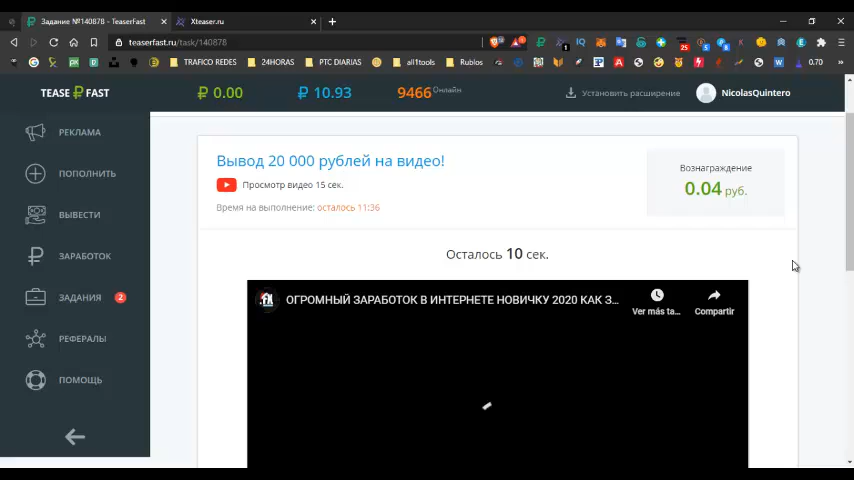 Задание №140878 - TeaserFast
Xteaser.ru
teaserfast.ru/task/140878
TRAFICO REDES
24HORAS
PTC DIARIAS
all1tools
Rublos
0.70
TEASE FAST
₽ 0.00
₽ 10.93
9466 Онлайн
Установить расширение
NicolasQuintero
РЕКЛАМА
ПОПОЛНИТЬ
ВЫВЕСТИ
ЗАРАБОТОК
ЗАДАНИЯ 2
РЕФЕРАЛЫ
ПОМОЩЬ
Вывод 20 000 рублей на видео!
Просмотр видео 15 сек.
Время на выполнение: осталось 11:36
Вознаграждение
0.04 руб.
Осталось 10 сек.
ОГРОМНЫЙ ЗАРАБОТОК В ИНТЕРНЕТЕ НОВИЧКУ 2020 КАК З...
Ver más ta...
Compartir